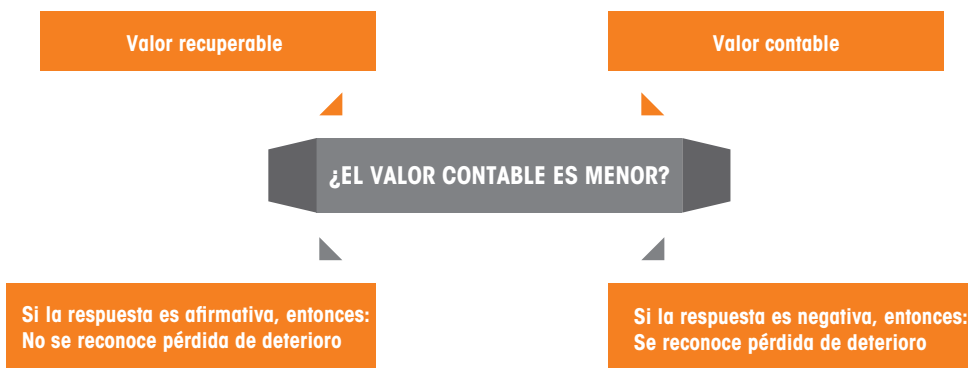 Valor recuperable
Valor contable
¿EL VALOR CONTABLE ES MENOR?
Si la respuesta es afirmativa, entonces:
No se reconoce pérdida de deterioro
Si la respuesta es negativa, entonces:
Se reconoce pérdida de deterioro